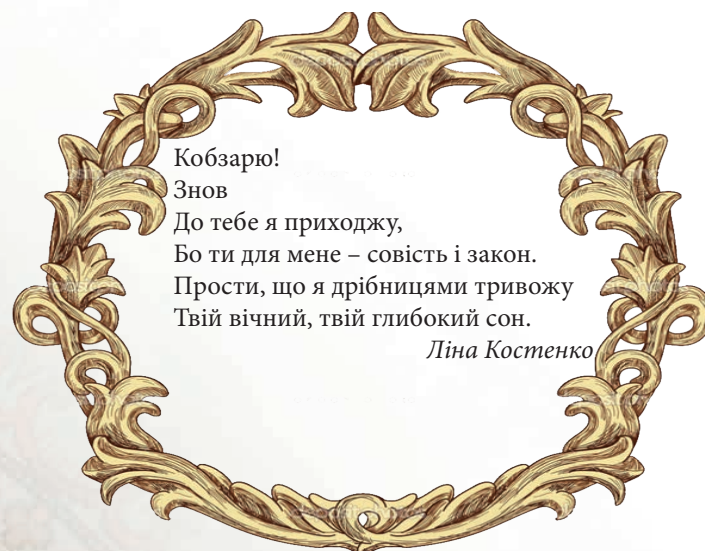 Кобзарю!
Знов
До тебе я приходжу,
Бо ти для мене – совість і закон.
Прости, що я дрібницями тривожу
Твій вічний, твій глибокий сон.
Ліна Костенко